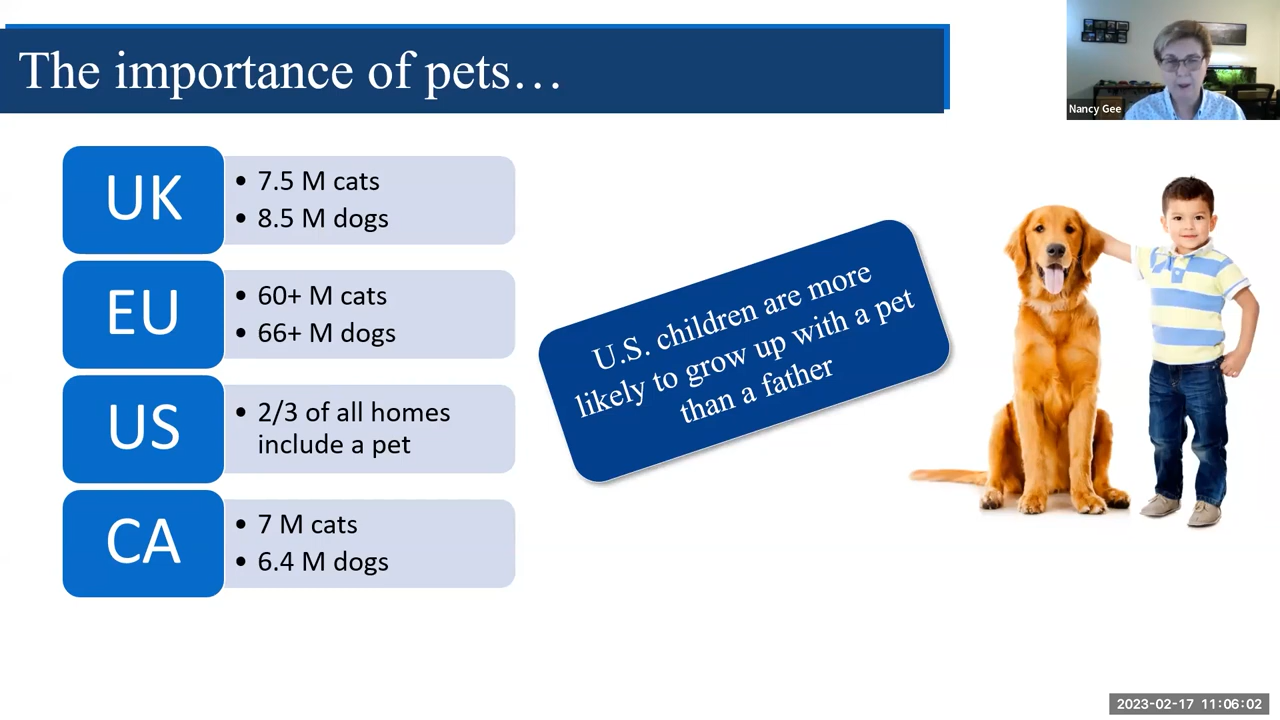 The importance of pets…
Nancy Gee
UK
• 7.5 M cats
• 8.5 M dogs
EU
• 60+ M cats
• 66+ M dogs
US
• 2/3 of all homes
include a pet
CA
• 7 M cats
• 6.4 M dogs
U.S. children are more
likely to grow up with a pet
than a father
2023-02-17 11:06:02